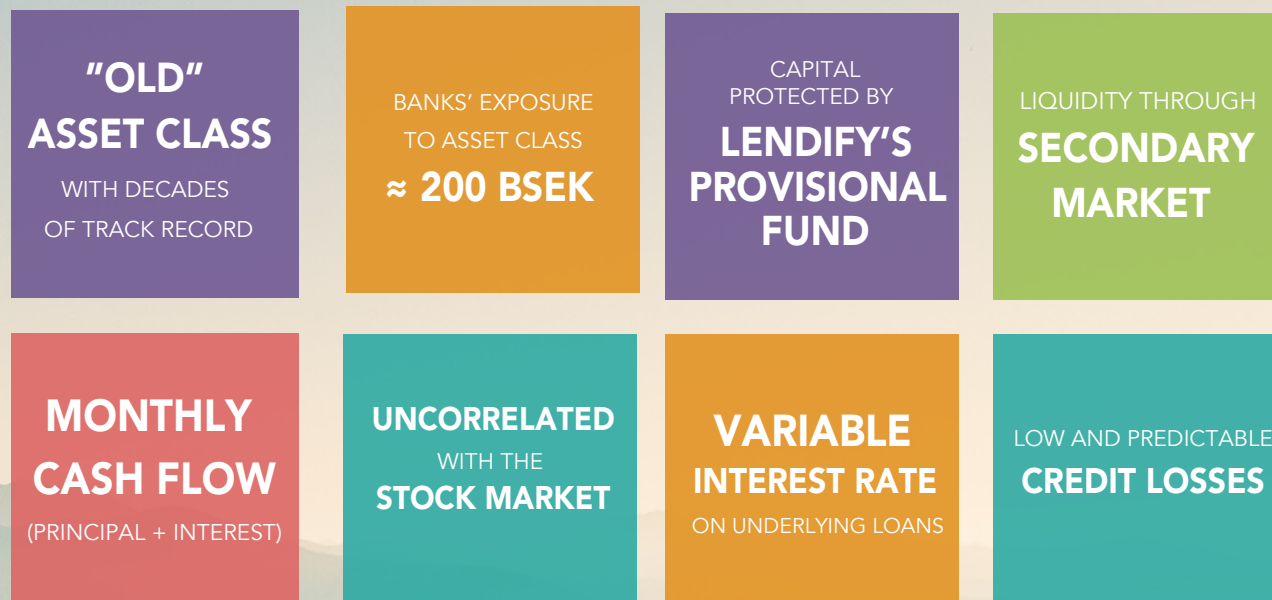 "OLD"
ASSET CLASS
WITH DECADES
OF TRACK RECORD
BANKS' EXPOSURE
TO ASSET CLASS
≈ 200 BSEK
CAPITAL
PROTECTED BY
LENDIFY'S
PROVISIONAL
FUND
LIQUIDITY THROUGH
SECONDARY
MARKET
MONTHLY
CASH FLOW
(PRINCIPAL + INTEREST)
UNCORRELATED
WITH THE
STOCK MARKET
VARIABLE
INTEREST RATE
ON UNDERLYING LOANS
LOW AND PREDICTABLE
CREDIT LOSSES